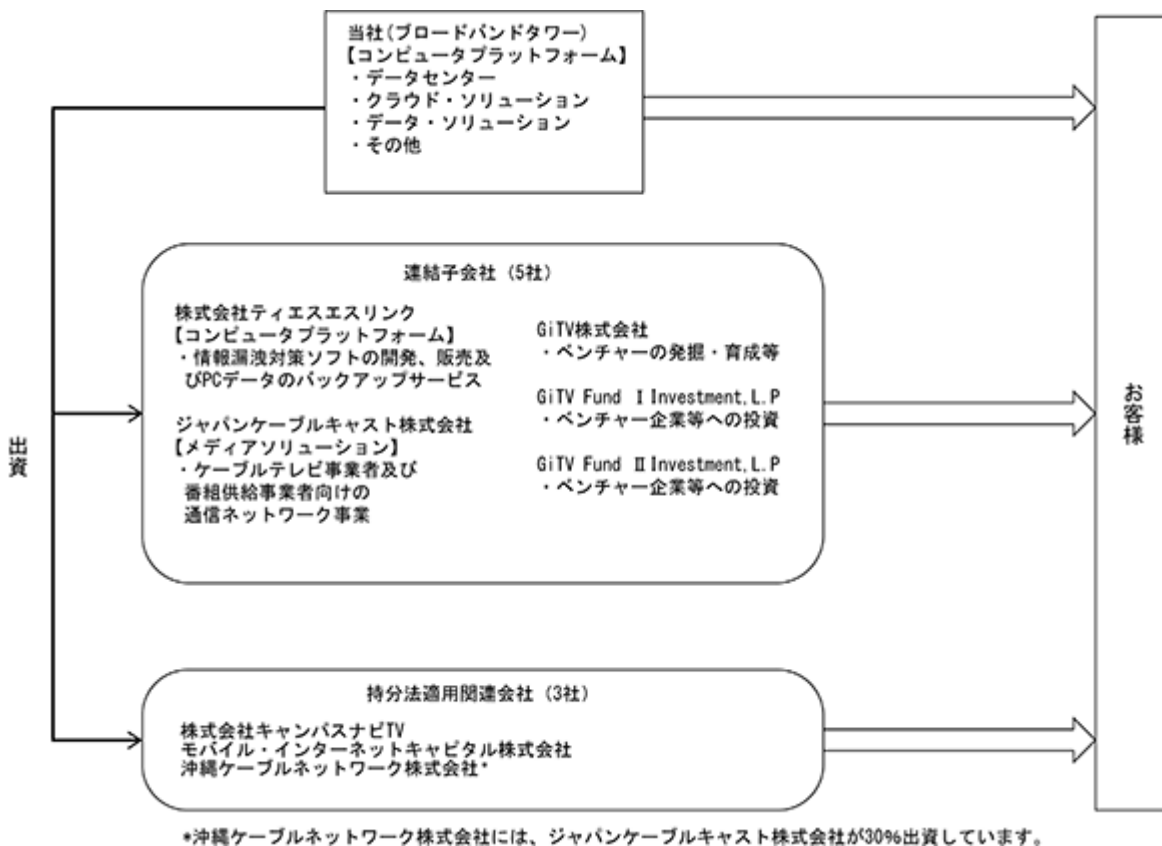 当社(ブロードバンドタワー)
【コンピュータプラットフォーム】
・データセンター
・クラウド・ソリューション
・データ・ソリューション
・その他
連結子会社 (5社)
株式会社ティエスエスリンク
【コンピュータプラットフォーム】
・情報漏洩対策ソフトの開発、販売及
びPCデータのバックアップサービス
ジャパンケーブルキャスト株式会社
【メディアソリューション】
・ケーブルテレビ事業者及び
番組供給事業者向けの
通信ネットワーク事業
GiTV株式会社
・ベンチャーの発掘・育成等
GiTV Fund Ⅰ Investment, L.P
・ベンチャー企業等への投資
GiTV Fund Ⅱ Investment, L.P
・ベンチャー企業等への投資
出資
お客様
持分法適用関連会社 (3社)
株式会社キャンパスナビTV
モバイル・インターネットキャピタル株式会社
沖縄ケーブルネットワーク株式会社*
*沖縄ケーブルネットワーク株式会社には、ジャパンケーブルキャスト株式会社が30%出資しています。